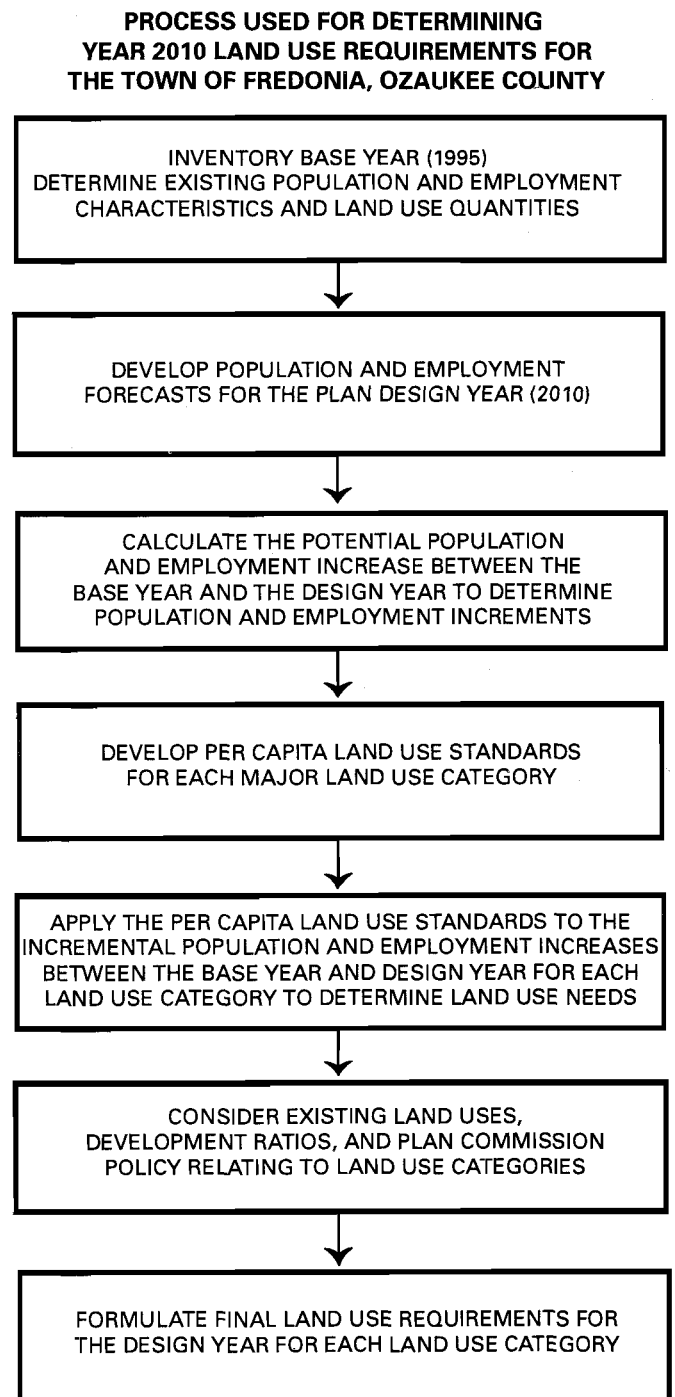 PROCESS USED FOR DETERMINING
YEAR 2010 LAND USE REQUIREMENTS FOR
THE TOWN OF FREDONIA, OZAUKEE COUNTY
INVENTORY BASE YEAR (1995)
DETERMINE EXISTING POPULATION AND EMPLOYMENT
CHARACTERISTICS AND LAND USE QUANTITIES
DEVELOP POPULATION AND EMPLOYMENT
FORECASTS FOR THE PLAN DESIGN YEAR (2010)
CALCULATE THE POTENTIAL POPULATION
AND EMPLOYMENT INCREASE BETWEEN THE
BASE YEAR AND THE DESIGN YEAR TO DETERMINE
POPULATION AND EMPLOYMENT INCREMENTS
DEVELOP PER CAPITA LAND USE STANDARDS
FOR EACH MAJOR LAND USE CATEGORY
APPLY THE PER CAPITA LAND USE STANDARDS TO THE
INCREMENTAL POPULATION AND EMPLOYMENT INCREASES
BETWEEN THE BASE YEAR AND DESIGN YEAR FOR EACH
LAND USE CATEGORY TO DETERMINE LAND USE NEEDS
CONSIDER EXISTING LAND USES,
DEVELOPMENT RATIOS, AND PLAN COMMISSION
POLICY RELATING TO LAND USE CATEGORIES
FORMULATE FINAL LAND USE REQUIREMENTS FOR
THE DESIGN YEAR FOR EACH LAND USE CATEGORY